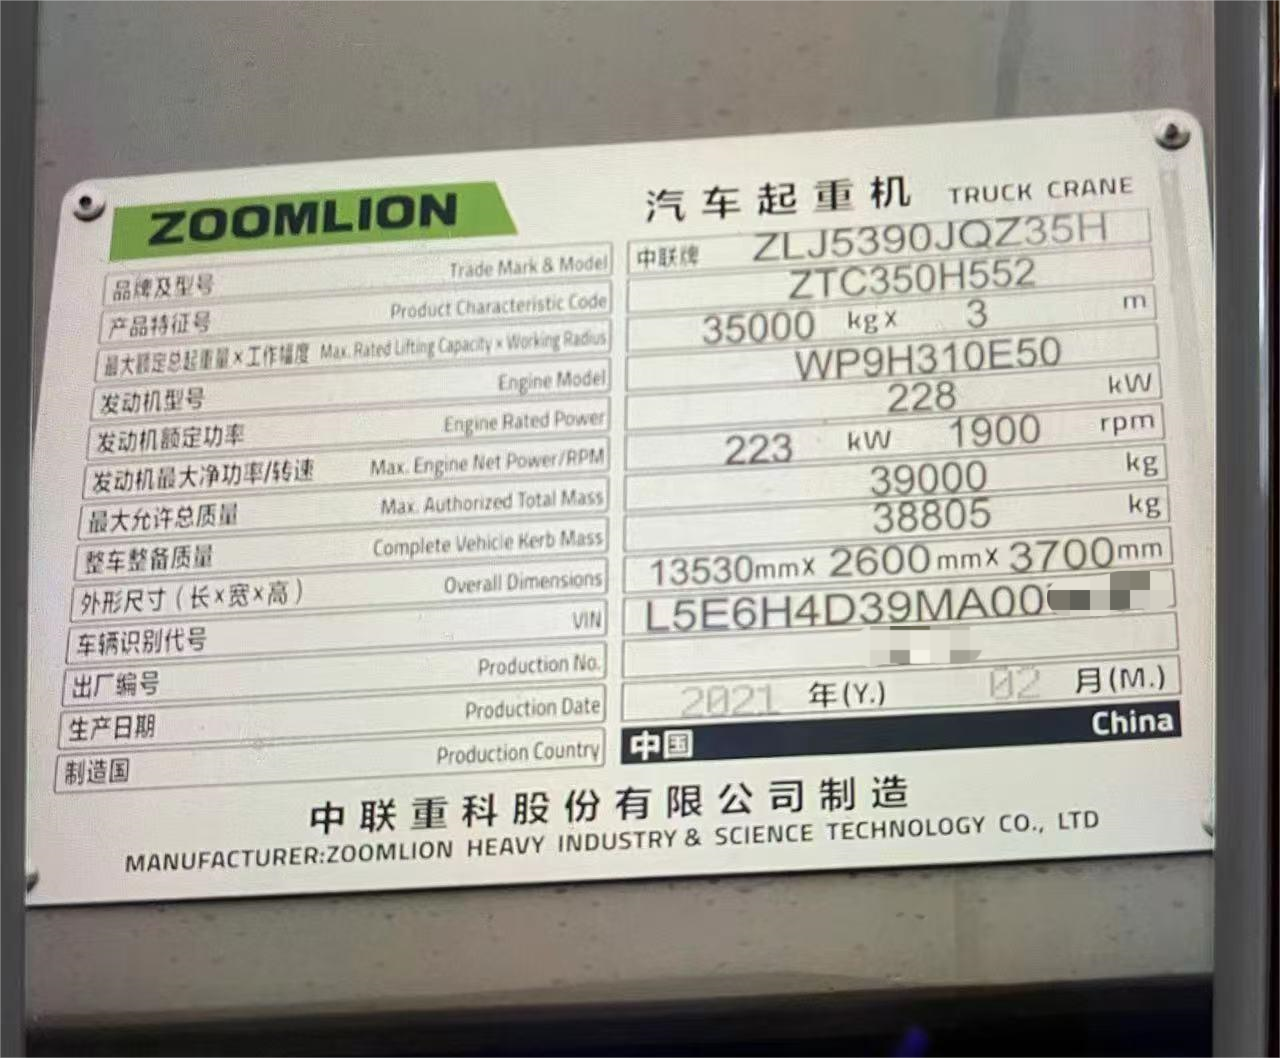 ZOOMLION
汽车起重机 TRUCK CRANE
品牌及型号 Trade Mark & Model 中联牌 ZLJ5390JQZ35H
产品特征号 Product Characteristic Code ZTC350H552
最大额定总起重量×工作幅度 Max. Rated Lifting Capacity × Working Radius 35000 kg× 3 m
发动机型号 Engine Model WP9H310E50
发动机额定功率 Engine Rated Power 228 kW
发动机最大净功率/转速 Max. Engine Net Power/RPM 223 kW 1900 rpm
最大允许总质量 Max. Authorized Total Mass 39000 kg
整车整备质量 Complete Vehicle Kerb Mass 38805 kg
外形尺寸(长×宽×高) Overall Dimensions 13530mm× 2600mm× 3700mm
车辆识别代号 VIN L5E6H4D39MA00
出厂编号 Production No.
生产日期 Production Date 2021 年(Y.) 02 月(M.)
制造国 Production Country 中国 China
中联重科股份有限公司制造
MANUFACTURER:ZOOMLION HEAVY INDUSTRY & SCIENCE TECHNOLOGY CO., LTD